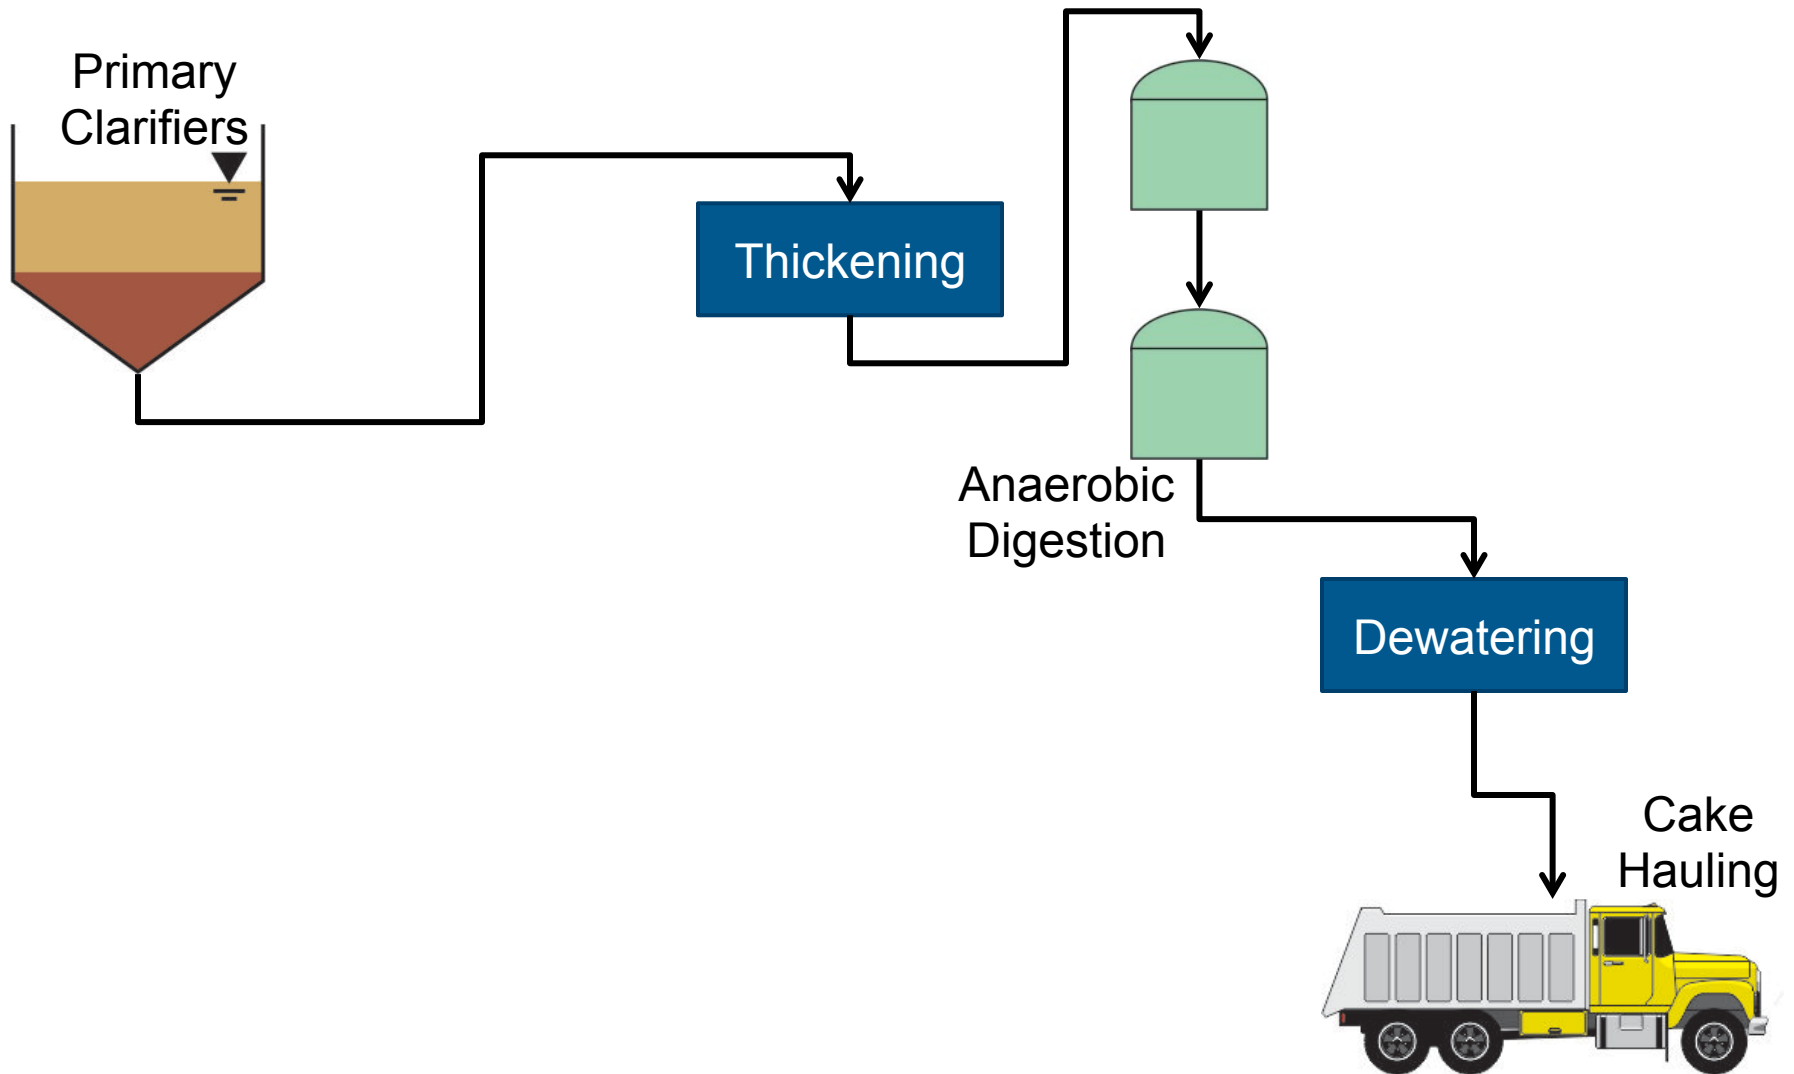 Primary
Clarifiers
Thickening
Anaerobic
Digestion
Dewatering
Cake
Hauling